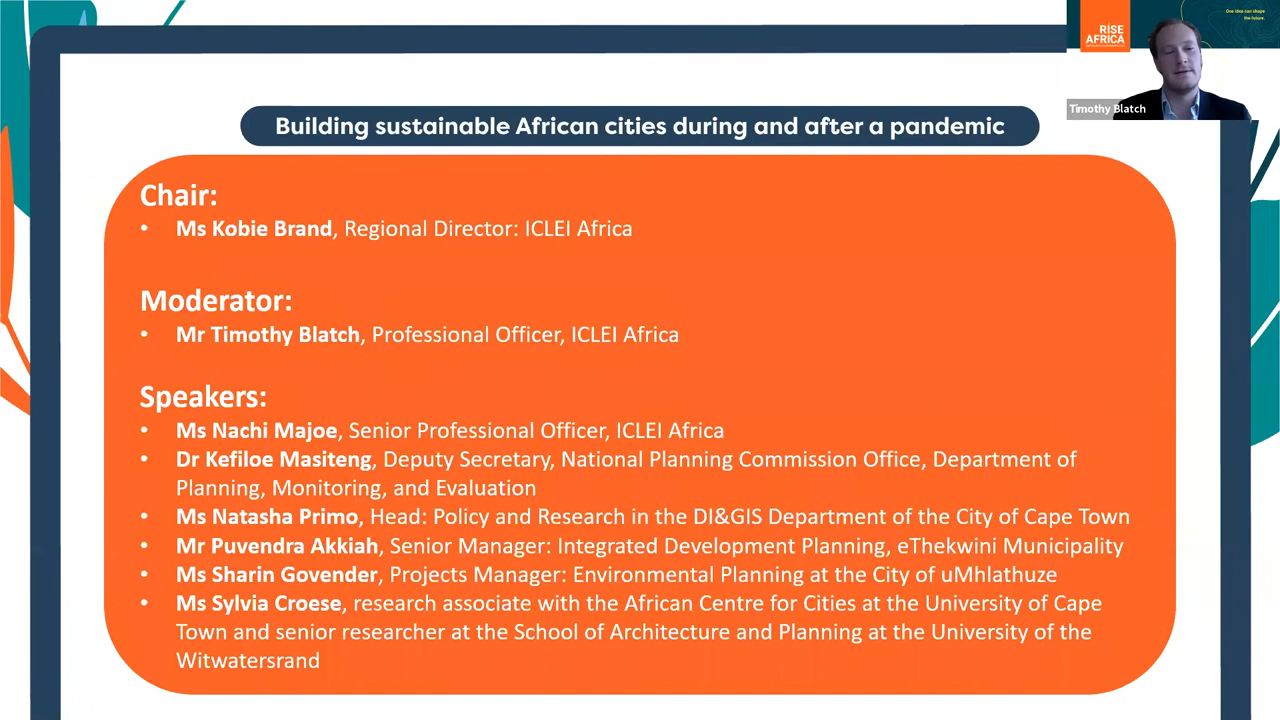 One idea can shape
the future.
RISE
AFRICA
Timothy Blatch
Building sustainable African cities during and after a pandemic
Chair:
• Ms Kobie Brand, Regional Director: ICLEI Africa
Moderator:
• Mr Timothy Blatch, Professional Officer, ICLEI Africa
Speakers:
• Ms Nachi Majoe, Senior Professional Officer, ICLEI Africa
• Dr Kefiloe Masiteng, Deputy Secretary, National Planning Commission Office, Department of
Planning, Monitoring, and Evaluation
• Ms Natasha Primo, Head: Policy and Research in the DI&GIS Department of the City of Cape Town
• Mr Puvendra Akkiah, Senior Manager: Integrated Development Planning, eThekwini Municipality
• Ms Sharin Govender, Projects Manager: Environmental Planning at the City of uMhlathuze
• Ms Sylvia Croese, research associate with the African Centre for Cities at the University of Cape
Town and senior researcher at the School of Architecture and Planning at the University of the
Witwatersrand